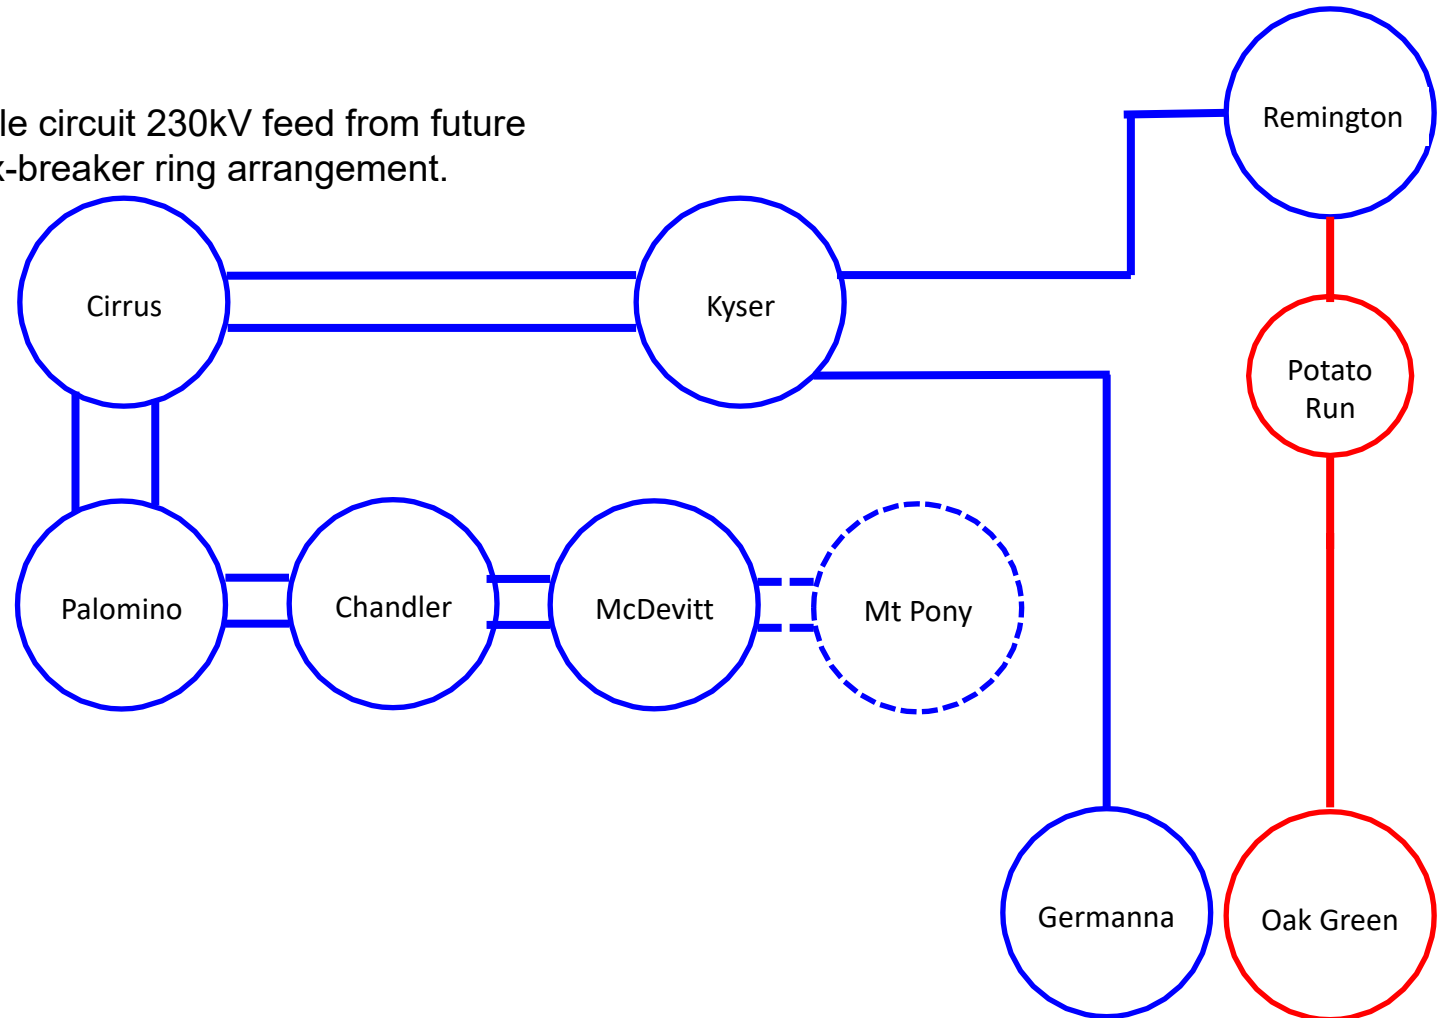 le circuit 230kV feed from future
x-breaker ring arrangement.
Remington
Cirrus
Kyser
Potato
Run
Palomino
Chandler
McDevitt
Mt Pony
Germanna
Oak Green